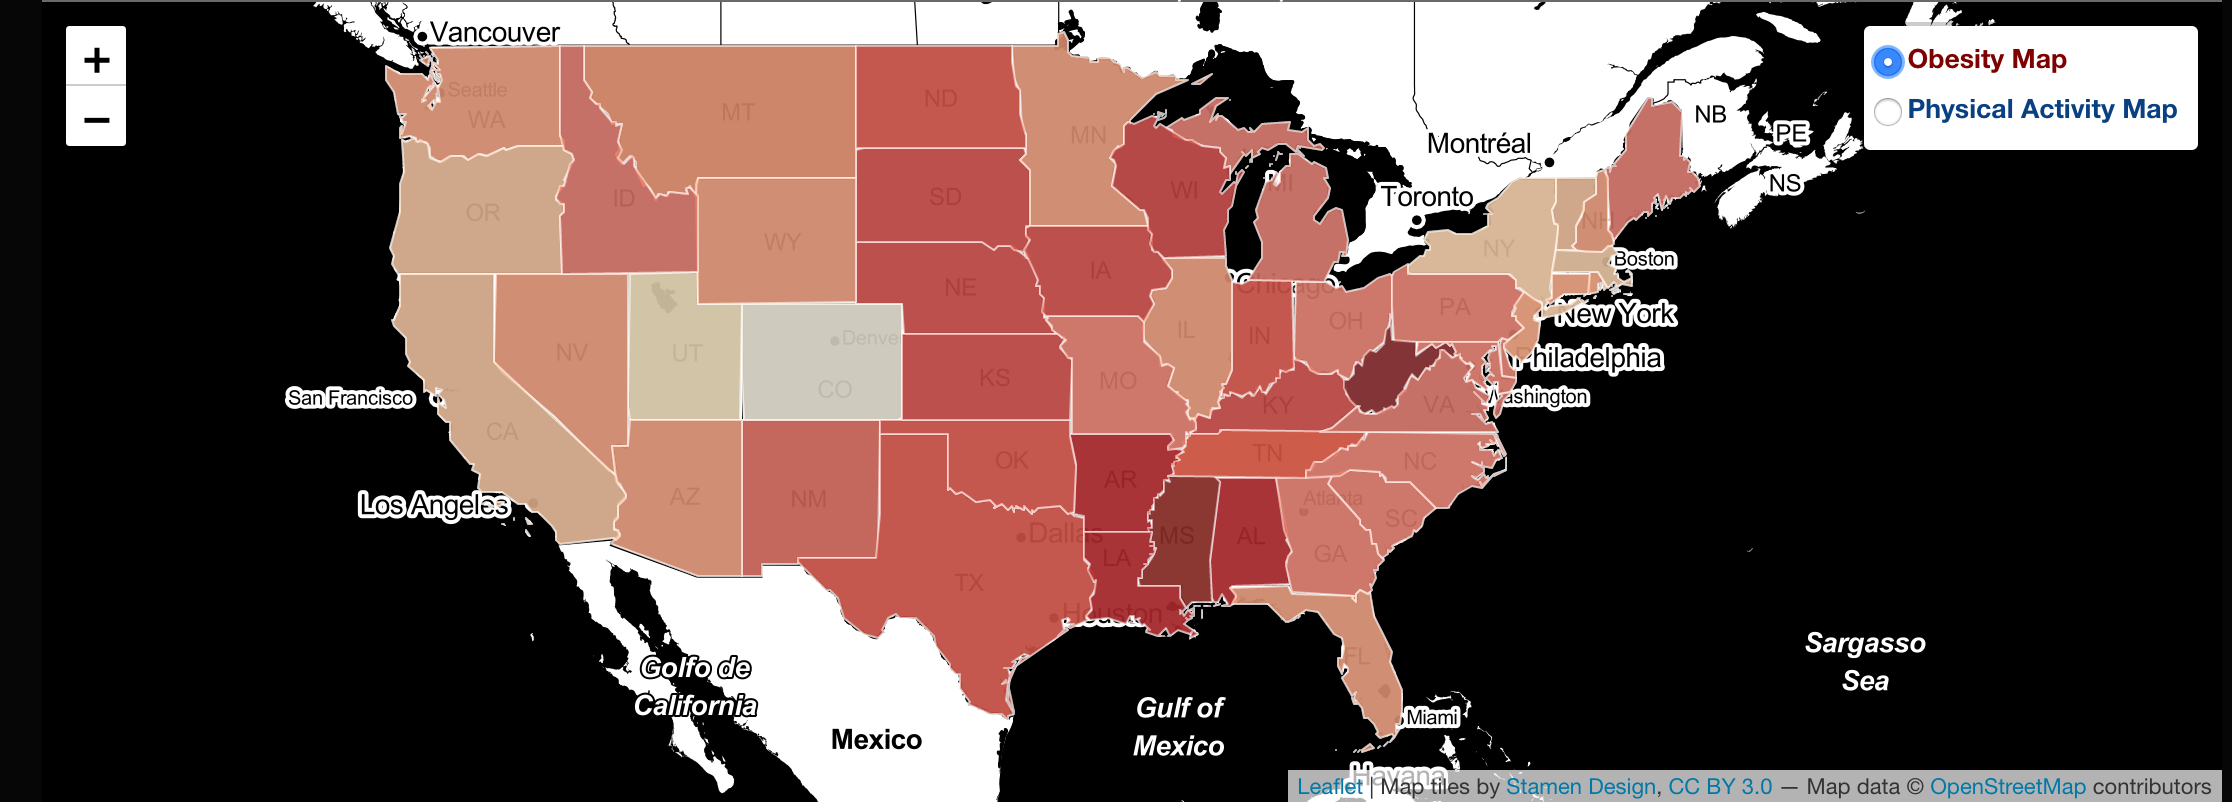 +
−
Vancouver
Obesity Map
Physical Activity Map
Seattle
WA
MT
ND
MN
NB
PE
NS
Montréal
Toronto
OR
ID
WY
SD
WI
MI
NH
NY
Boston
IA
NE
Chicago
PA
OH
IN
IL
New York
NV
UT
Denve
CO
KS
MO
Philadelphia
San Francisco
KY
VA
Washington
CA
TN
NC
OK
AR
AZ
NM
Los Angeles
Atlanta
SC
Dallas
MS
AL
LA
GA
TX
Houston
FL
Golfo de
California
Sargasso
Sea
Gulf of
Mexico
Miami
Mexico
Havana
Leaflet | Map tiles by Stamen Design, CC BY 3.0 — Map data © OpenStreetMap contributors